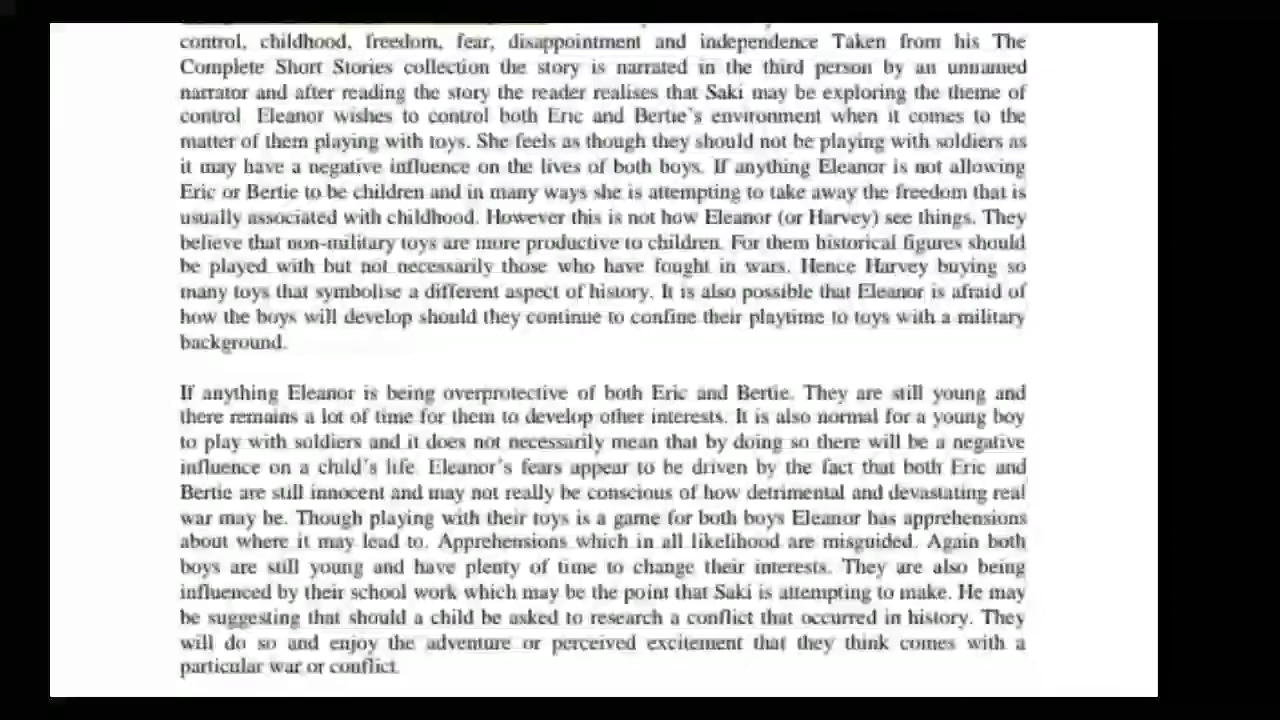 control, childhood, freedom, fear, disappointment and independence Taken from his The
Complete Short Stories collection the story is narrated in the third person by an unnamed
narrator and after reading the story the reader realises that Saki may be exploring the theme of
control Eleanor wishes to control both Eric and Bertie's environment when it comes to the
matter of them playing with toys. She feels as though they should not be playing with soldiers as
it may have a negative influence on the lives of both boys. If anything Eleanor is not allowing
Eric or Bertie to be children and in many ways she is attempting to take away the freedom that is
usually associated with childhood. However this is not how Eleanor (or Harvey) see things. They
believe that non-military toys are more productive to children. For them historical figures should
be played with but not necessarily those who have fought in wars. Hence Harvey buying so
many toys that symbolise a different aspect of history. It is also possible that Eleanor is afraid of
how the boys will develop should they continue to confine their playtime to toys with a military
background.
If anything Eleanor is being overprotective of both Eric and Bertie. They are still young and
there remains a lot of time for them to develop other interests. It is also normal for a young boy
to play with soldiers and it does not necessarily mean that by doing so there will be a negative
influence on a child's life. Eleanor's fears appear to be driven by the fact that both Eric and
Bertie are still innocent and may not really be conscious of how detrimental and devastating real
war may be. Though playing with their toys is a game for both boys Eleanor has apprehensions
about where it may lead to. Apprehensions which in all likelihood are misguided. Again both
boys are still young and have plenty of time to change their interests. They are also being
influenced by their school work which may be the point that Saki is attempting to make. He may
be suggesting that should a child be asked to research a conflict that occurred in history. They
will do so and enjoy the adventure or perceived excitement that they think comes with a
particular war or conflict.